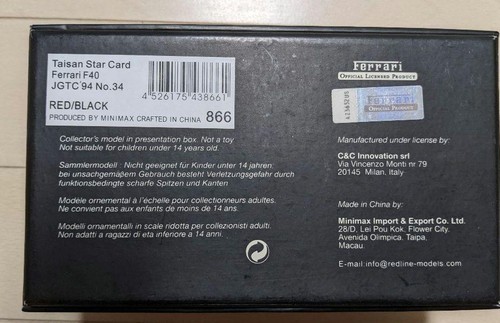 Taisan Star Card
Ferrari F40
JGTC'94 No.34
4 526175 438661
RED/BLACK
PRODUCED BY MINIMAX CRAFTED IN CHINA 866
Collector's model in presentation box. Not a toy
Not suitable for children under 14 years old.
Sammlermodell : Nicht geeignet für Kinder unter 14 jahren:
bei unsachgemäβem Gebrauch besteht Verletzungsgefahr durch
funktionsbedingte scharfe Spitzen und Kanten
Modèle ornemental à l'échelle pour collectionneurs adultes.
Ne convient pas aux enfants de moins de 14 ans.
Modelli ornamentali in scale ridotta per collezionisti adulti.
Non adatti a ragazzi di eta inferiore a 14 anni.
Ferrari
OFFICIAL LICENSED PRODUCT
Manufactured under license by:
C&C Innovation srl
Via Vincenzo Monti nr 79
20145 Milan, Italy
Made in China by:
Minimax Import & Export Co. Ltd.
28/D, Lei Pou Kok. Flower City.
Avenida Olimpica. Taipa.
Macau.
E-mail.info@redline-models.com